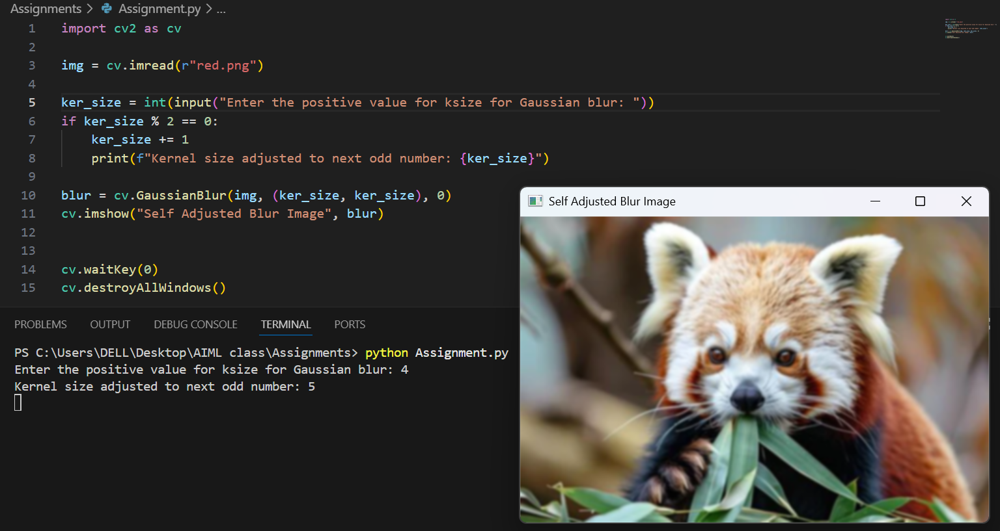 Assignments > Assignment.py > ...
1 import cv2 as cv
2
3 img = cv.imread(r"red.png")
4
5 ker_size = int(input("Enter the positive value for ksize for Gaussian blur: "))
6 if ker_size % 2 == 0:
7     ker_size += 1
8     print(f"Kernel size adjusted to next odd number: {ker_size}")
9
10 blur = cv.GaussianBlur(img, (ker_size, ker_size), 0)
11 cv.imshow("Self Adjusted Blur Image", blur)
12
13
14 cv.waitKey(0)
15 cv.destroyAllWindows()
PROBLEMS OUTPUT DEBUG CONSOLE TERMINAL PORTS
PS C:\Users\DELL\Desktop\AIML class\Assignments> python Assignment.py
Enter the positive value for ksize for Gaussian blur: 4
Kernel size adjusted to next odd number: 5
Self Adjusted Blur Image